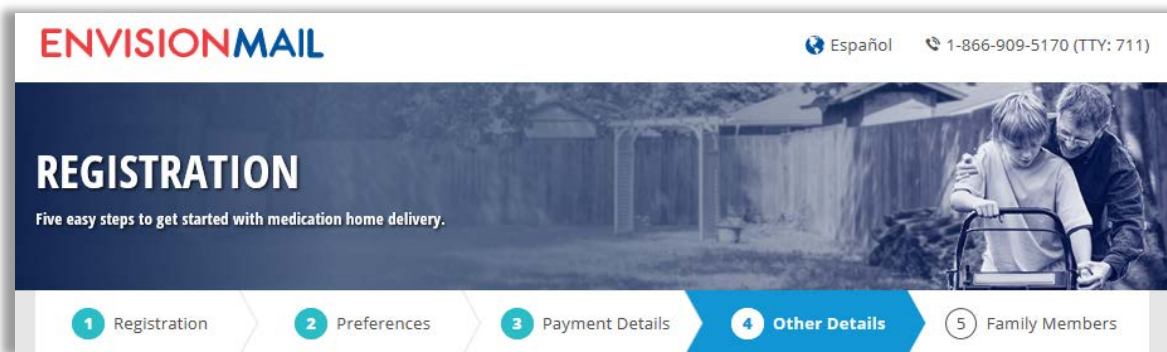 ENVISIONMAIL
Español 1-866-909-5170 (TTY: 711)
REGISTRATION
Five easy steps to get started with medication home delivery.
1 Registration 2 Preferences 3 Payment Details 4 Other Details 5 Family Members